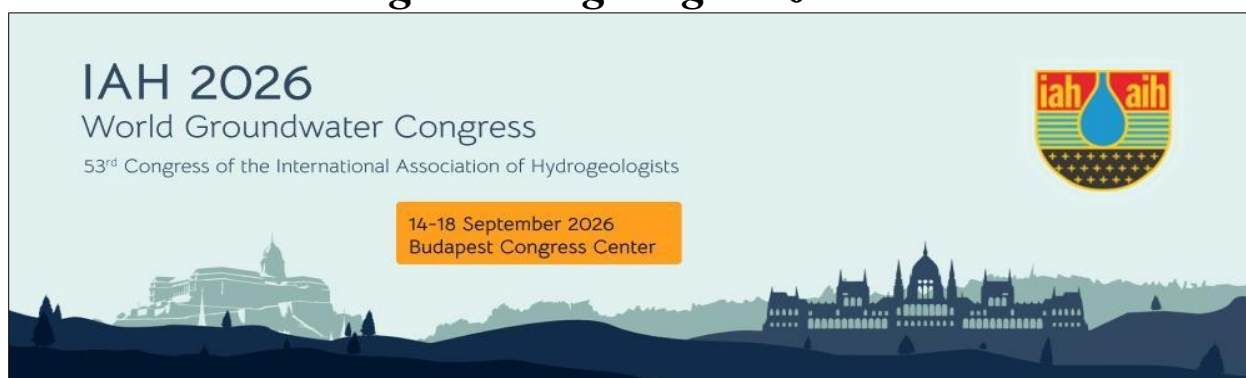 IAH 2026
World Groundwater Congress
53rd Congress of the International Association of Hydrogeologists
14-18 September 2026
Budapest Congress Center
iah aih